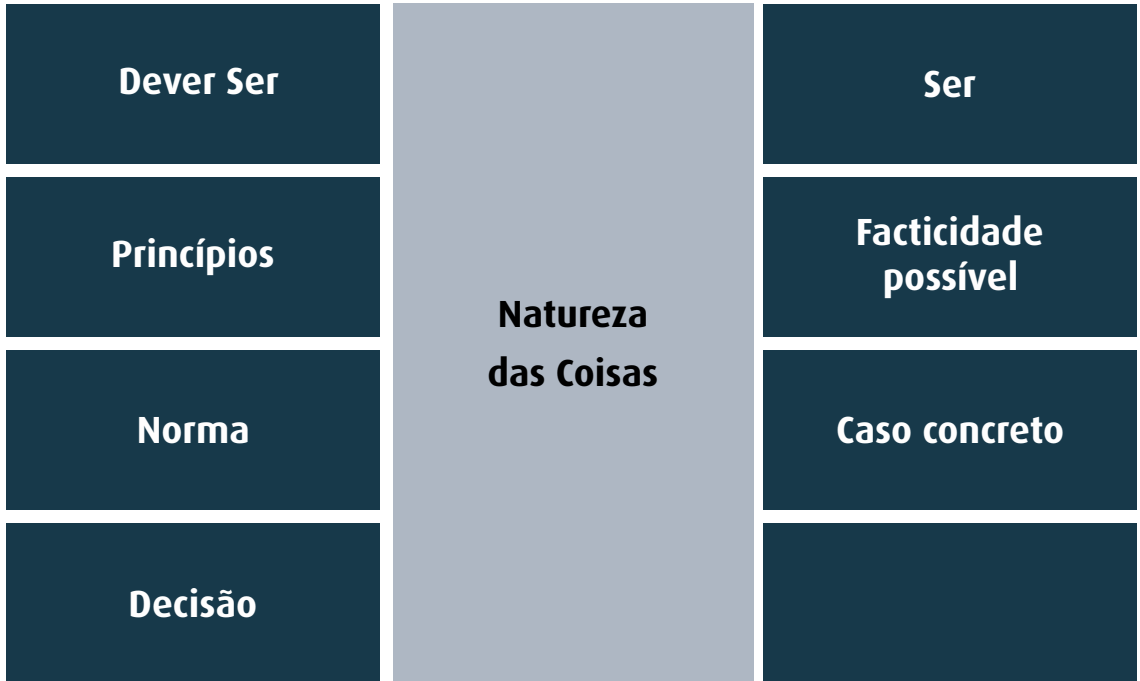 Dever Ser
Princípios
Norma
Decisão
Natureza
das Coisas
Ser
Facticidade
possível
Caso concreto